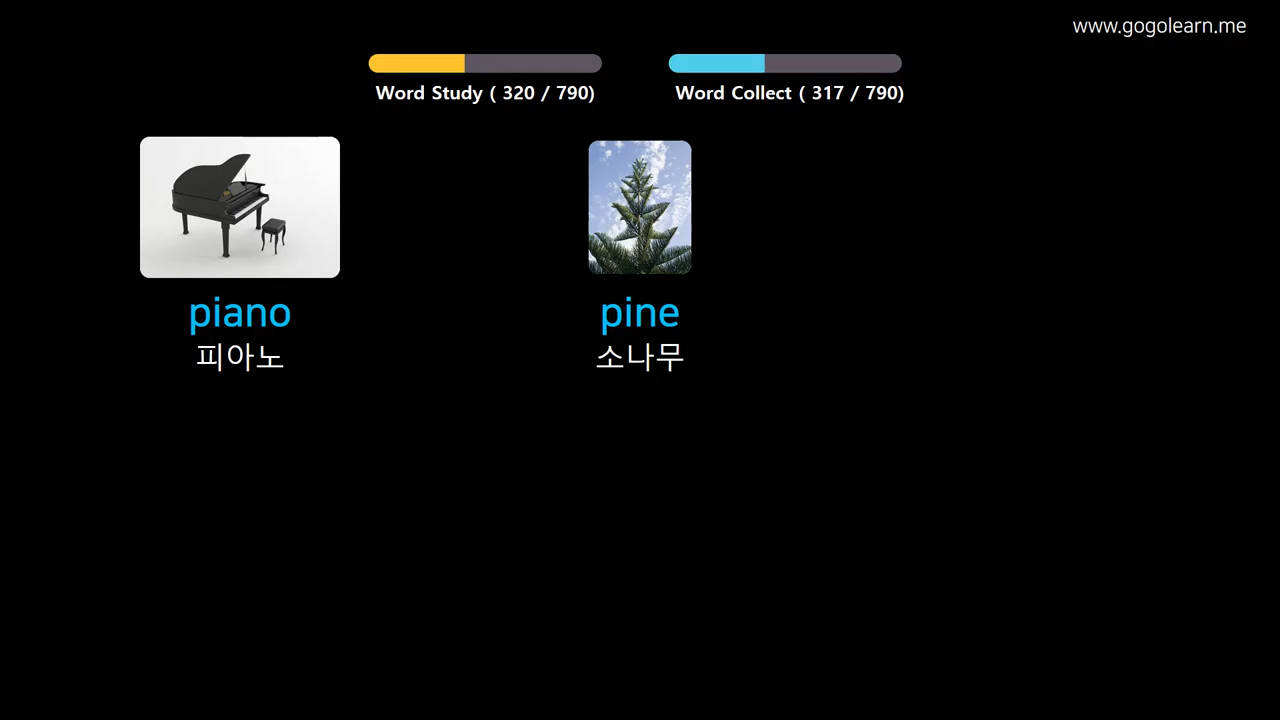 www.gogolearn.me
Word Study ( 320 / 790)
Word Collect ( 317 / 790)
piano
피아노
pine
소나무